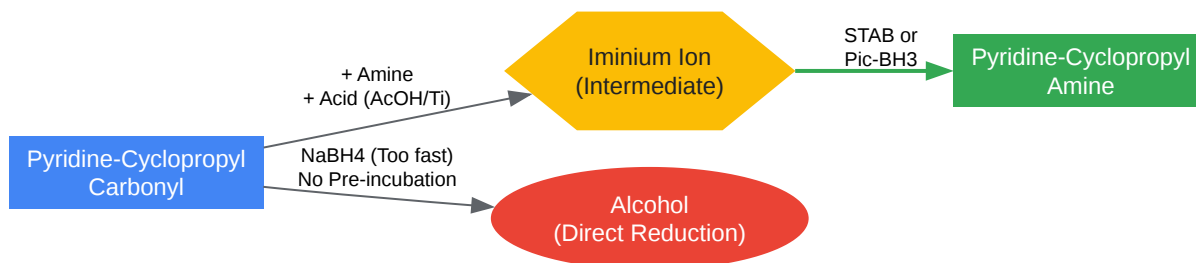 Pyridine-Cyclopropyl
Carbonyl
+ Amine
+ Acid (AcOH/Ti)
NaBH4 (Too fast)
No Pre-incubation
Iminium Ion
(Intermediate)
Alcohol
(Direct Reduction)
STAB or
Pic-BH3
Pyridine-Cyclopropyl
Amine